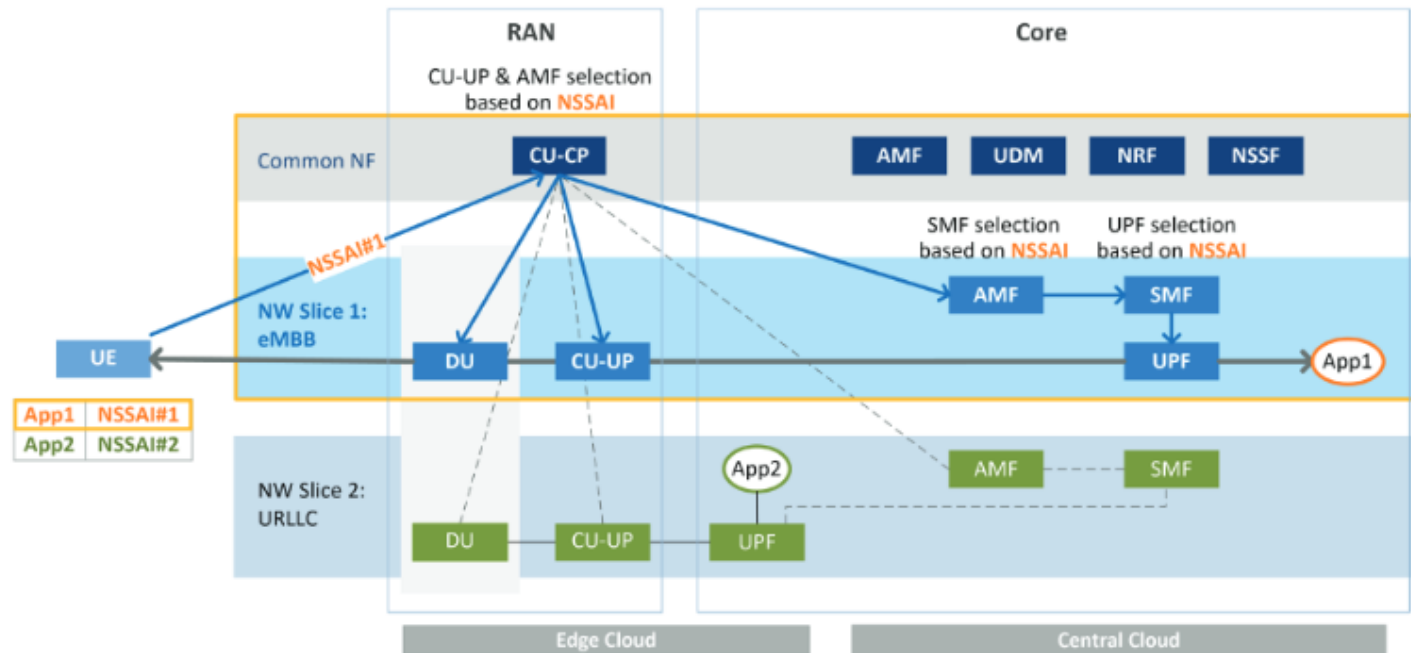 RAN
Core
CU-UP & AMF selection
based on NSSAI
Common NF
CU-CP
AMF
UDM
NRF
NSSF
SMF selection
based on NSSAI
UPF selection
based on NSSAI
NSSAI#1
NW Slice 1:
eMBB
AMF
SMF
UE
DU
CU-UP
UPF
App1
App1 NSSAI#1
App2 NSSAI#2
NW Slice 2:
URLLC
App2
AMF
SMF
DU
CU-UP
UPF
Edge Cloud
Central Cloud